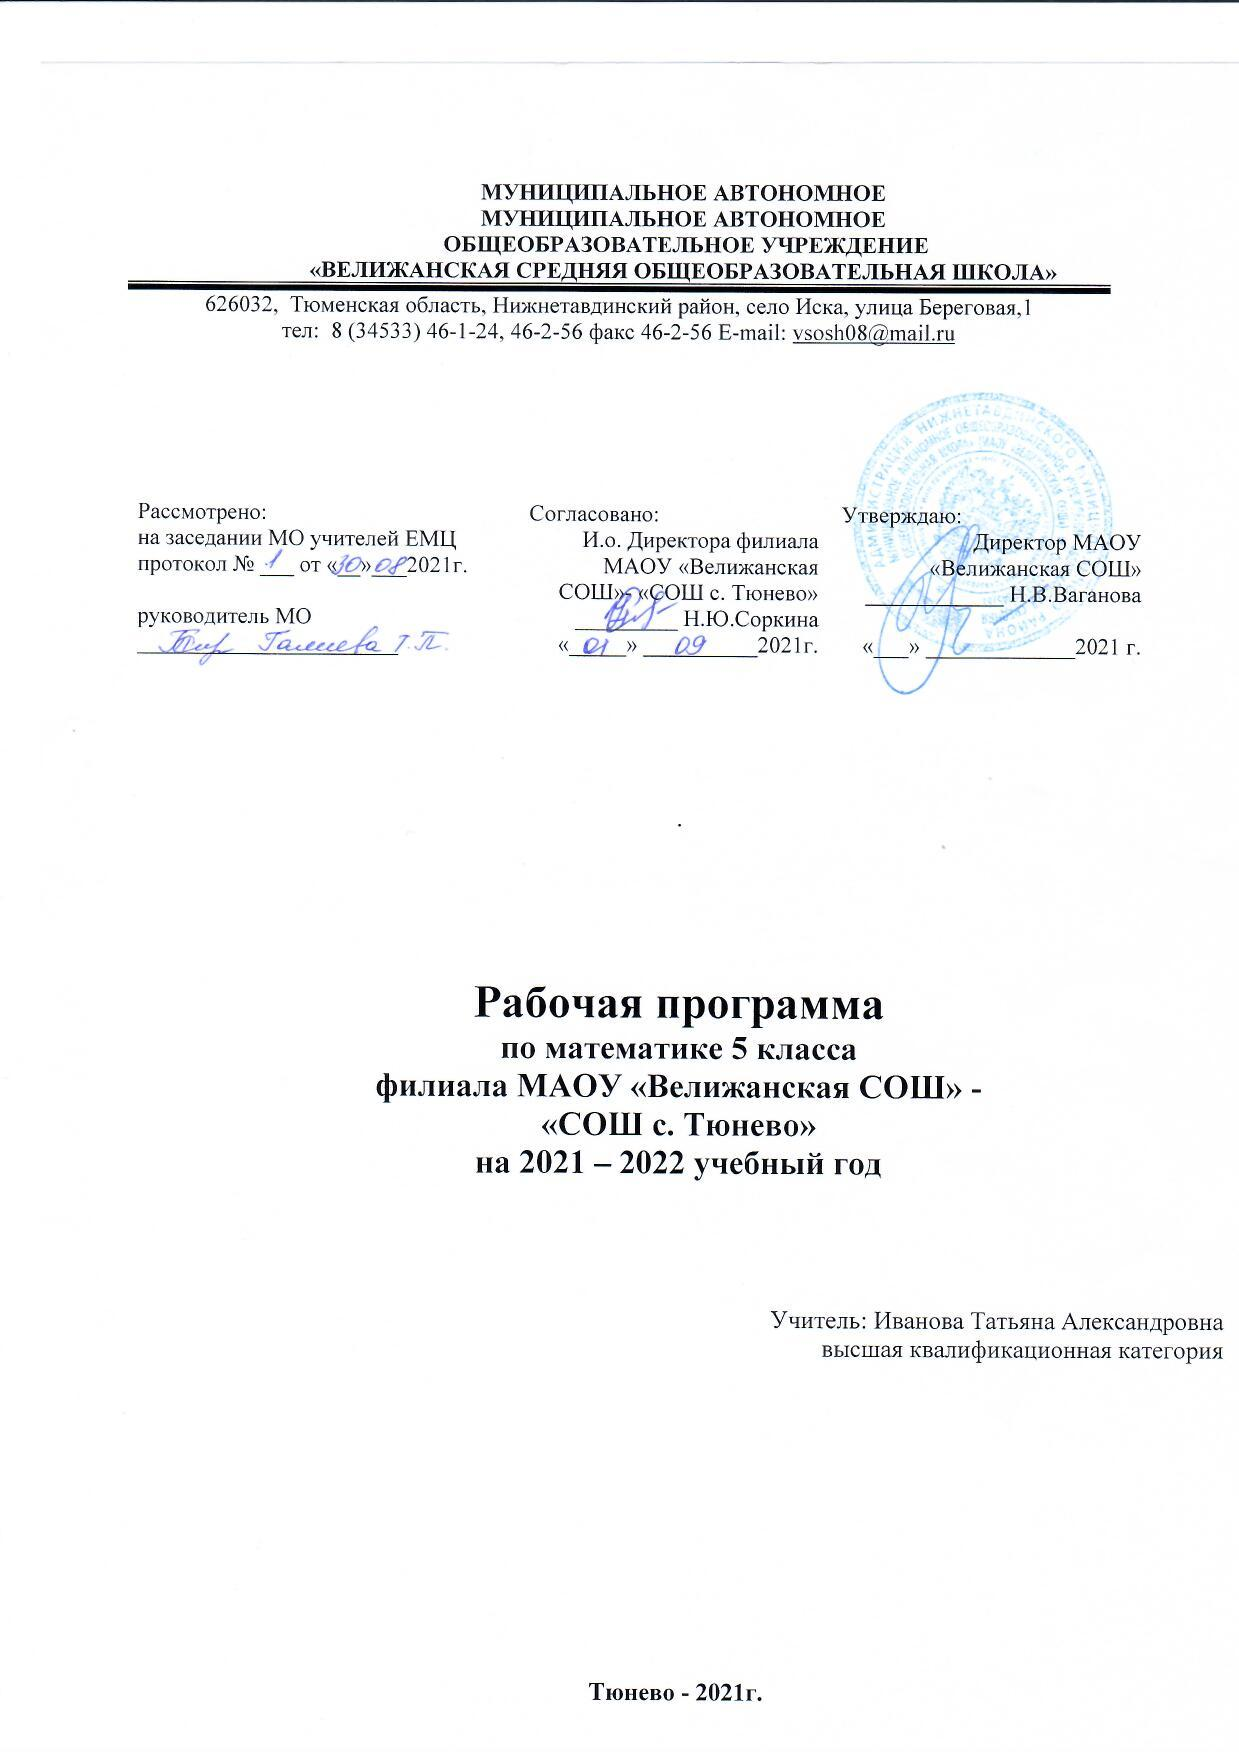 МУНИЦИПАЛЬНОЕ АВТОНОМНОЕ
МУНИЦИПАЛЬНОЕ АВТОНОМНОЕ
ОБЩЕОБРАЗОВАТЕЛЬНОЕ УЧРЕЖДЕНИЕ
«ВЕЛИЖАНСКАЯ СРЕДНЯЯ ОБЩЕОБРАЗОВАТЕЛЬНАЯ ШКОЛА»
626032, Тюменская область, Нижнетавдинский район, село Иска, улица Береговая,1
тел: 8 (34533) 46-1-24, 46-2-56 факс 46-2-56 E-mail: vsosh08@mail.ru
Рассмотрено:
на заседании МО учителей ЕМЦ
протокол № 1 от «30» 08 2021г.
руководитель МО
Галиева Т.П.
Согласовано:
И.о. Директора филиала
МАОУ «Велижанская
СОШ»- «СОШ с. Тюнево»
Н.Ю.Соркина
«01» 09 2021г.
Утверждаю:
Директор МАОУ
«Велижанская СОШ»
Н.В.Ваганова
«___» _____________2021 г.
Рабочая программа
по математике 5 класса
филиала МАОУ «Велижанская СОШ» -
«СОШ с. Тюнево»
на 2021 – 2022 учебный год
Учитель: Иванова Татьяна Александровна
высшая квалификационная категория
Тюнево - 2021г.